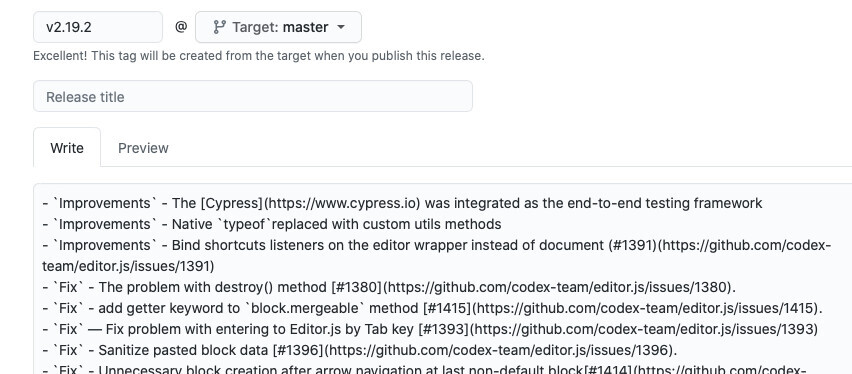 v2.19.2 @ Target: master
Excellent! This tag will be created from the target when you publish this release.
Release title
Write Preview
- `Improvements` - The [Cypress](https://www.cypress.io) was integrated as the end-to-end testing framework
- `Improvements` - Native `typeof`replaced with custom utils methods
- `Improvements` - Bind shortcuts listeners on the editor wrapper instead of document (#1391)(https://github.com/codex-
team/editor.js/issues/1391)
- `Fix` - The problem with destroy() method [#1380](https://github.com/codex-team/editor.js/issues/1380).
- `Fix` - add getter keyword to `block.mergeable` method [#1415](https://github.com/codex-team/editor.js/issues/1415).
- `Fix` — Fix problem with entering to Editor.js by Tab key [#1393](https://github.com/codex-team/editor.js/issues/1393)
- `Fix` - Sanitize pasted block data [#1396](https://github.com/codex-team/editor.js/issues/1396).
- `Fix` - Unnecessary block creation after arrow navigation at last non-default block[#1414](https://github.com/codex-